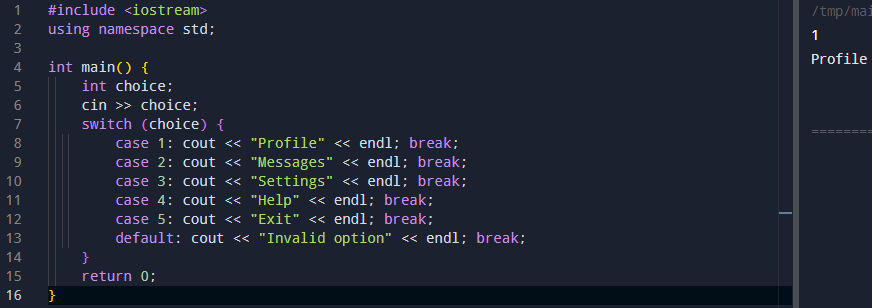 1 #include <iostream>
2 using namespace std;
3
4 int main() {
5     int choice;
6     cin >> choice;
7     switch (choice) {
8         case 1: cout << "Profile" << endl; break;
9         case 2: cout << "Messages" << endl; break;
10         case 3: cout << "Settings" << endl; break;
11         case 4: cout << "Help" << endl; break;
12         case 5: cout << "Exit" << endl; break;
13         default: cout << "Invalid option" << endl; break;
14     }
15     return 0;
16 }
/tmp/mai
1
Profile
========